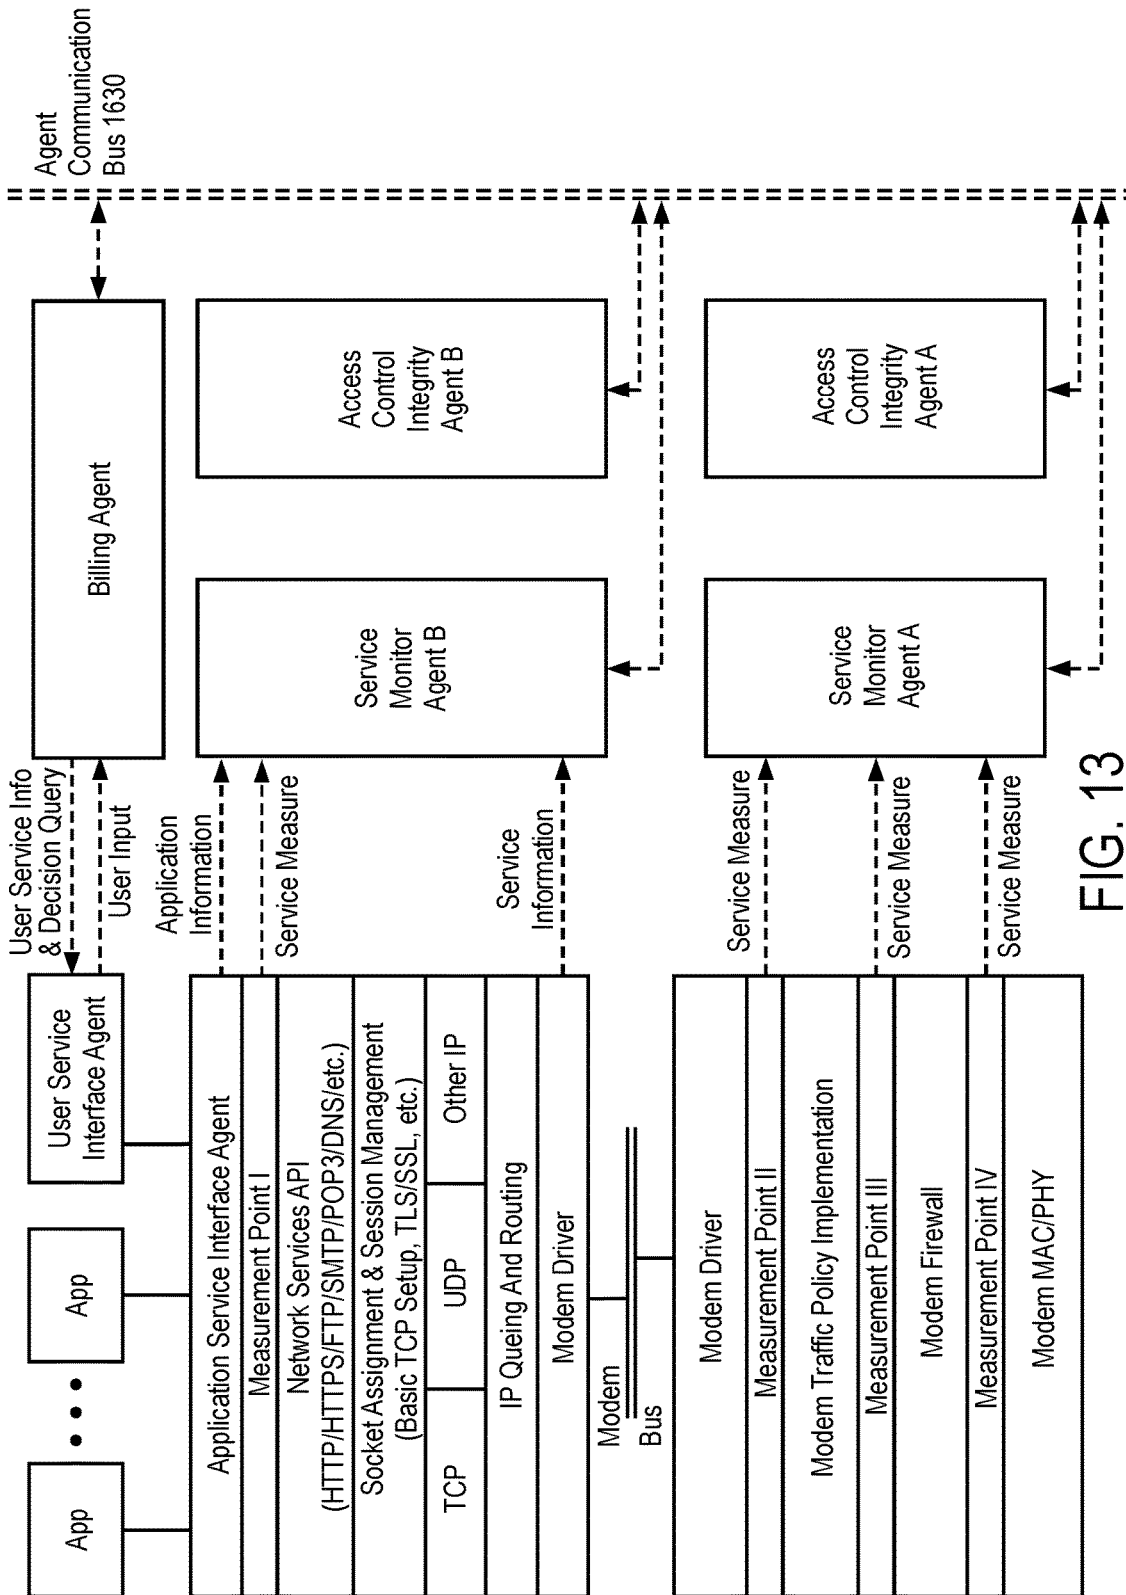 App
App
User Service
Interface Agent
User Service Info
& Decision Query
User Input
Billing Agent
Agent
Communication
Bus 1630
Application Service Interface Agent
Measurement Point I
Network Services API
(HTTP/HTTPS/FTP/SMTP/POP3/DNS/etc.)
Socket Assignment & Session Management
(Basic TCP Setup, TLS/SSL, etc.)
TCP
UDP
Other IP
IP Queing And Routing
Modem Driver
Application
Information
Service Measure
Service
Information
Service
Monitor
Agent B
Access
Control
Integrity
Agent B
Modem
Bus
Modem Driver
Measurement Point II
Modem Traffic Policy Implementation
Measurement Point III
Modem Firewall
Measurement Point IV
Modem MAC/PHY
Service Measure
Service Measure
Service Measure
Service
Monitor
Agent A
Access
Control
Integrity
Agent A
FIG. 13